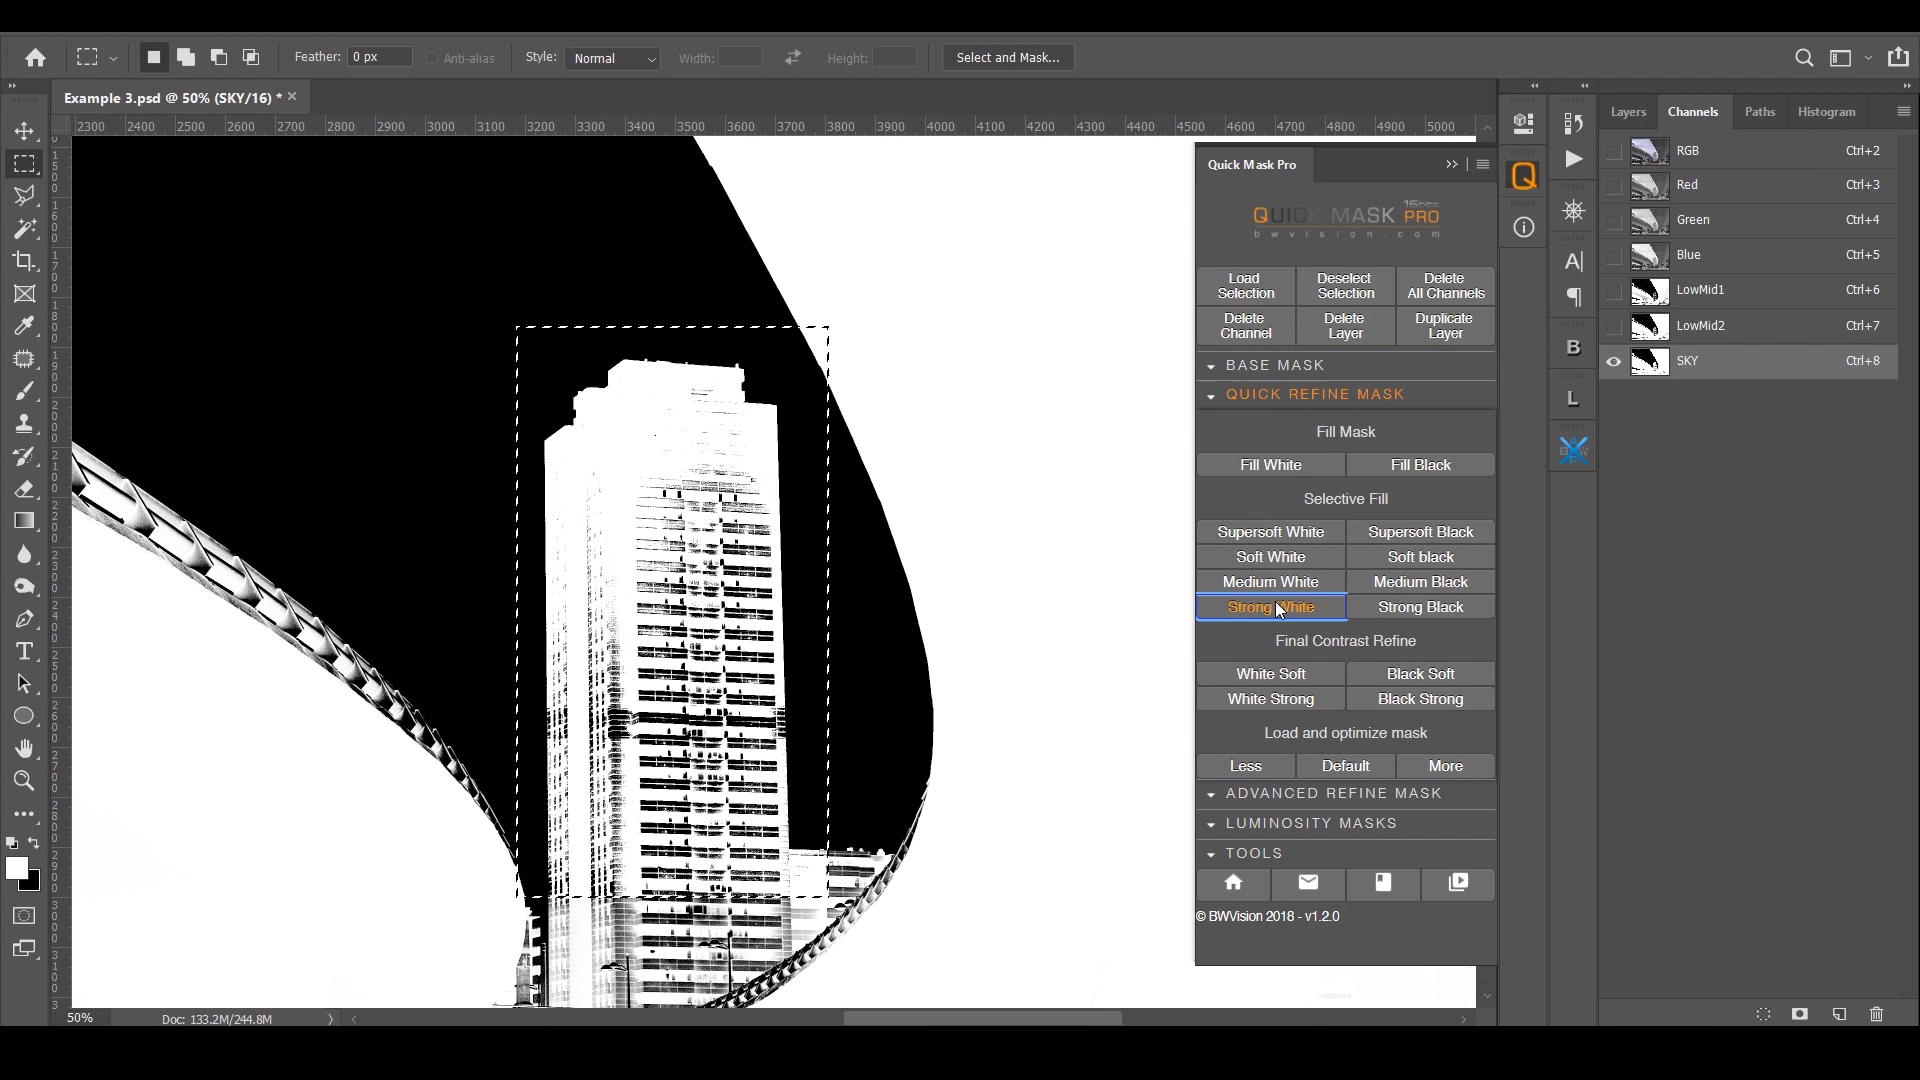 Feather: 0 px Anti-alias Style: Normal Width: Height: Select and Mask...
Example 3.psd @ 50% (SKY/16) * ×
2300 2400 2500 2600 2700 2800 2900 3000 3100 3200 3300 3400 3500 3600 3700 3800 3900 4000 4100 4200 4300 4400 4500 4600 4700 4800 4900 5000
Layers Channels Paths Histogram
RGB Ctrl+2
Red Ctrl+3
Green Ctrl+4
Blue Ctrl+5
LowMid1 Ctrl+6
LowMid2 Ctrl+7
SKY Ctrl+8
Quick Mask Pro
QUICK MASK PRO
bwvision.com
Load Selection
Deselect Selection
Delete All Channels
Delete Channel
Delete Layer
Duplicate Layer
BASE MASK
QUICK REFINE MASK
Fill Mask
Fill White Fill Black
Selective Fill
Supersoft White Supersoft Black
Soft White Soft black
Medium White Medium Black
Strong White Strong Black
Final Contrast Refine
White Soft Black Soft
White Strong Black Strong
Load and optimize mask
Less Default More
ADVANCED REFINE MASK
LUMINOSITY MASKS
TOOLS
© BWVision 2018 - v1.2.0
Q
A
B
L
T
50% Doc: 133.2M/244.8M